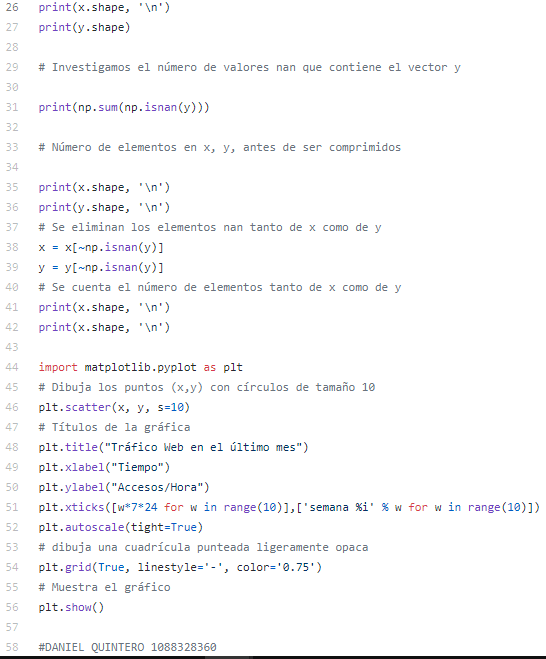 26 print(x.shape, '\n')
27 print(y.shape)
28
29 # Investigamos el número de valores nan que contiene el vector y
30
31 print(np.sum(np.isnan(y)))
32
33 # Número de elementos en x, y, antes de ser comprimidos
34
35 print(x.shape, '\n')
36 print(y.shape, '\n')
37 # Se eliminan los elementos nan tanto de x como de y
38 x = x[~np.isnan(y)]
39 y = y[~np.isnan(y)]
40 # Se cuenta el número de elementos tanto de x como de y
41 print(x.shape, '\n')
42 print(x.shape, '\n')
43
44 import matplotlib.pyplot as plt
45 # Dibuja los puntos (x,y) con círculos de tamaño 10
46 plt.scatter(x, y, s=10)
47 # Títulos de la gráfica
48 plt.title("Tráfico Web en el último mes")
49 plt.xlabel("Tiempo")
50 plt.ylabel("Accesos/Hora")
51 plt.xticks([w*7*24 for w in range(10)],['semana %i' % w for w in range(10)])
52 plt.autoscale(tight=True)
53 # dibuja una cuadrícula punteada ligeramente opaca
54 plt.grid(True, linestyle='-', color='0.75')
55 # Muestra el gráfico
56 plt.show()
57
58 #DANIEL QUINTERO 1088328360